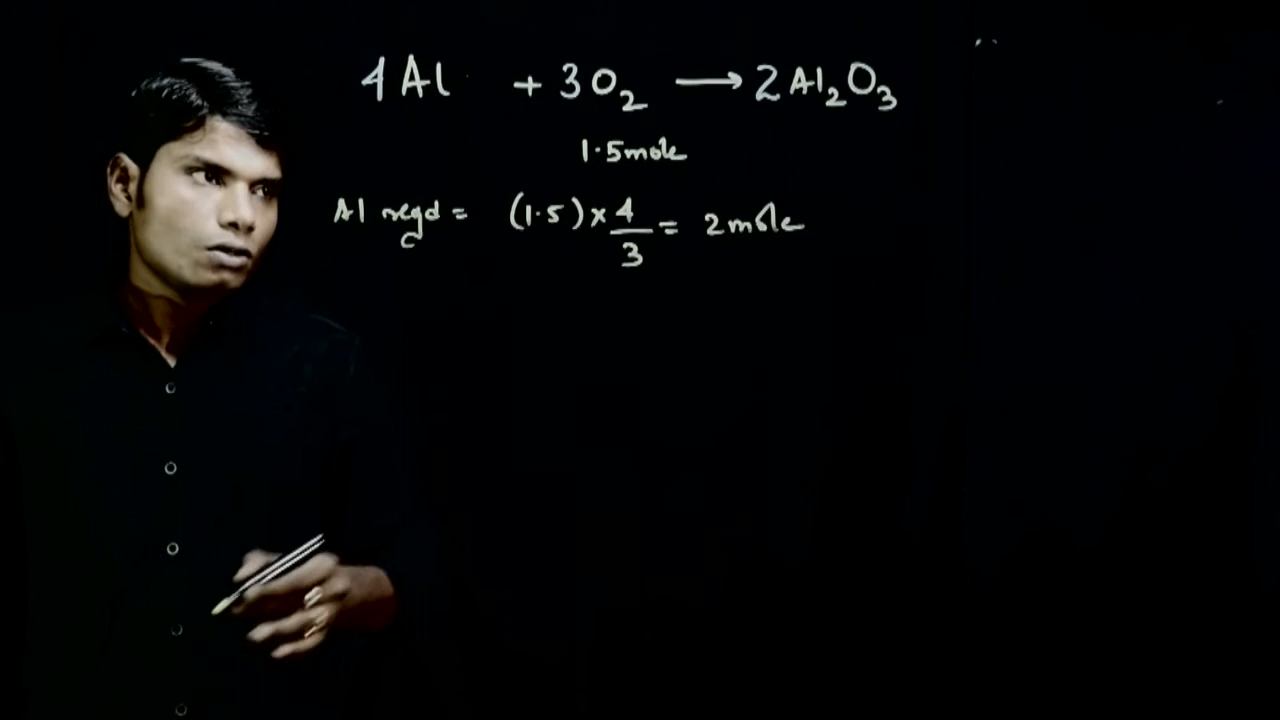 4Al + 3O₂ ⟶ 2Al₂O₃
1.5mole
Al reqd = (1.5) × 4/3 = 2mole